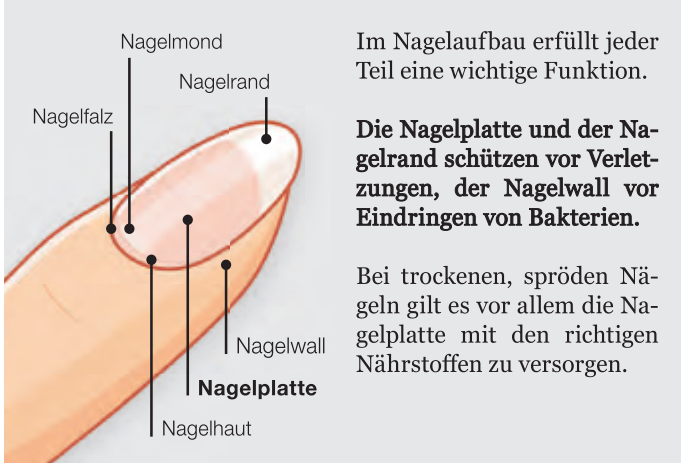 Nagelmond
Nagelrand
Nagelfalz
Nagelwall
Nagelplatte
Nagelhaut
Im Nagelaufbau erfüllt jeder
Teil eine wichtige Funktion.
Die Nagelplatte und der Na-
gelrand schützen vor Verlet-
zungen, der Nagelwall vor
Eindringen von Bakterien.
Bei trockenen, spröden Nä-
geln gilt es vor allem die Na-
gelplatte mit den richtigen
Nährstoffen zu versorgen.